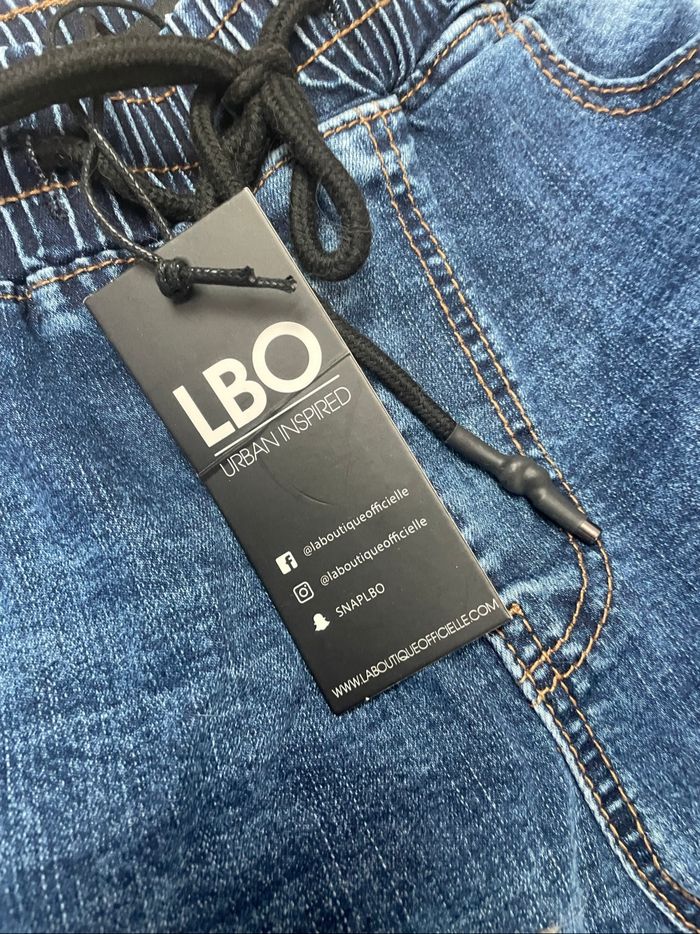 LBO
URBAN INSPIRED
@laboutiqueofficielle
@laboutiqueofficielle
SNAPLBO
WWW.LABOUTIQUEOFFICIELLE.COM